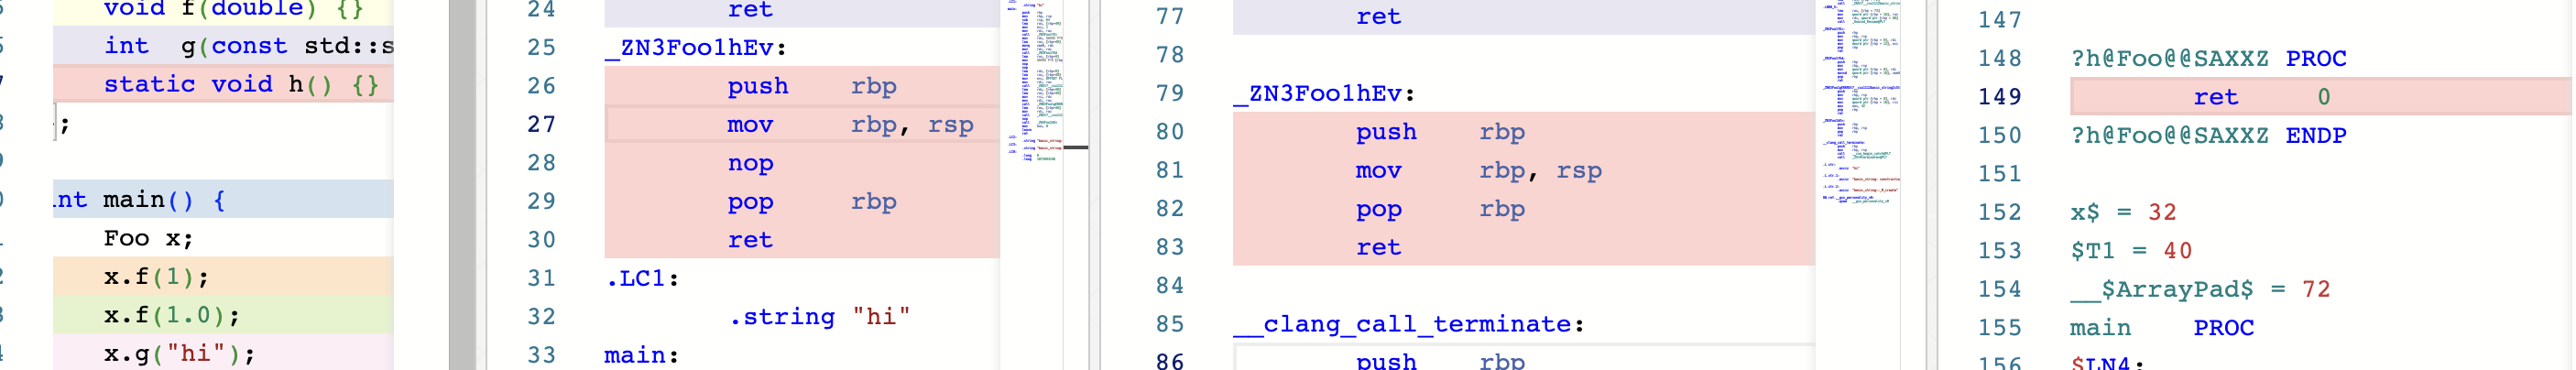 void f(double) {}
int  g(const std::s
static void h() {}
;
nt main() {
Foo x;
x.f(1);
x.f(1.0);
x.g("hi");
24 ret
25 _ZN3Foo1hEv:
26 push rbp
27 mov rbp, rsp
28 nop
29 pop rbp
30 ret
31 .LC1:
32 .string "hi"
33 main:
77 ret
78
79 _ZN3Foo1hEv:
80 push rbp
81 mov rbp, rsp
82 pop rbp
83 ret
84
85 __clang_call_terminate:
86 push rbp
147
148 ?h@Foo@@SAXXZ PROC
149 ret 0
150 ?h@Foo@@SAXXZ ENDP
151
152 x$ = 32
153 $T1 = 40
154 __$ArrayPad$ = 72
155 main PROC
156 $LN4: